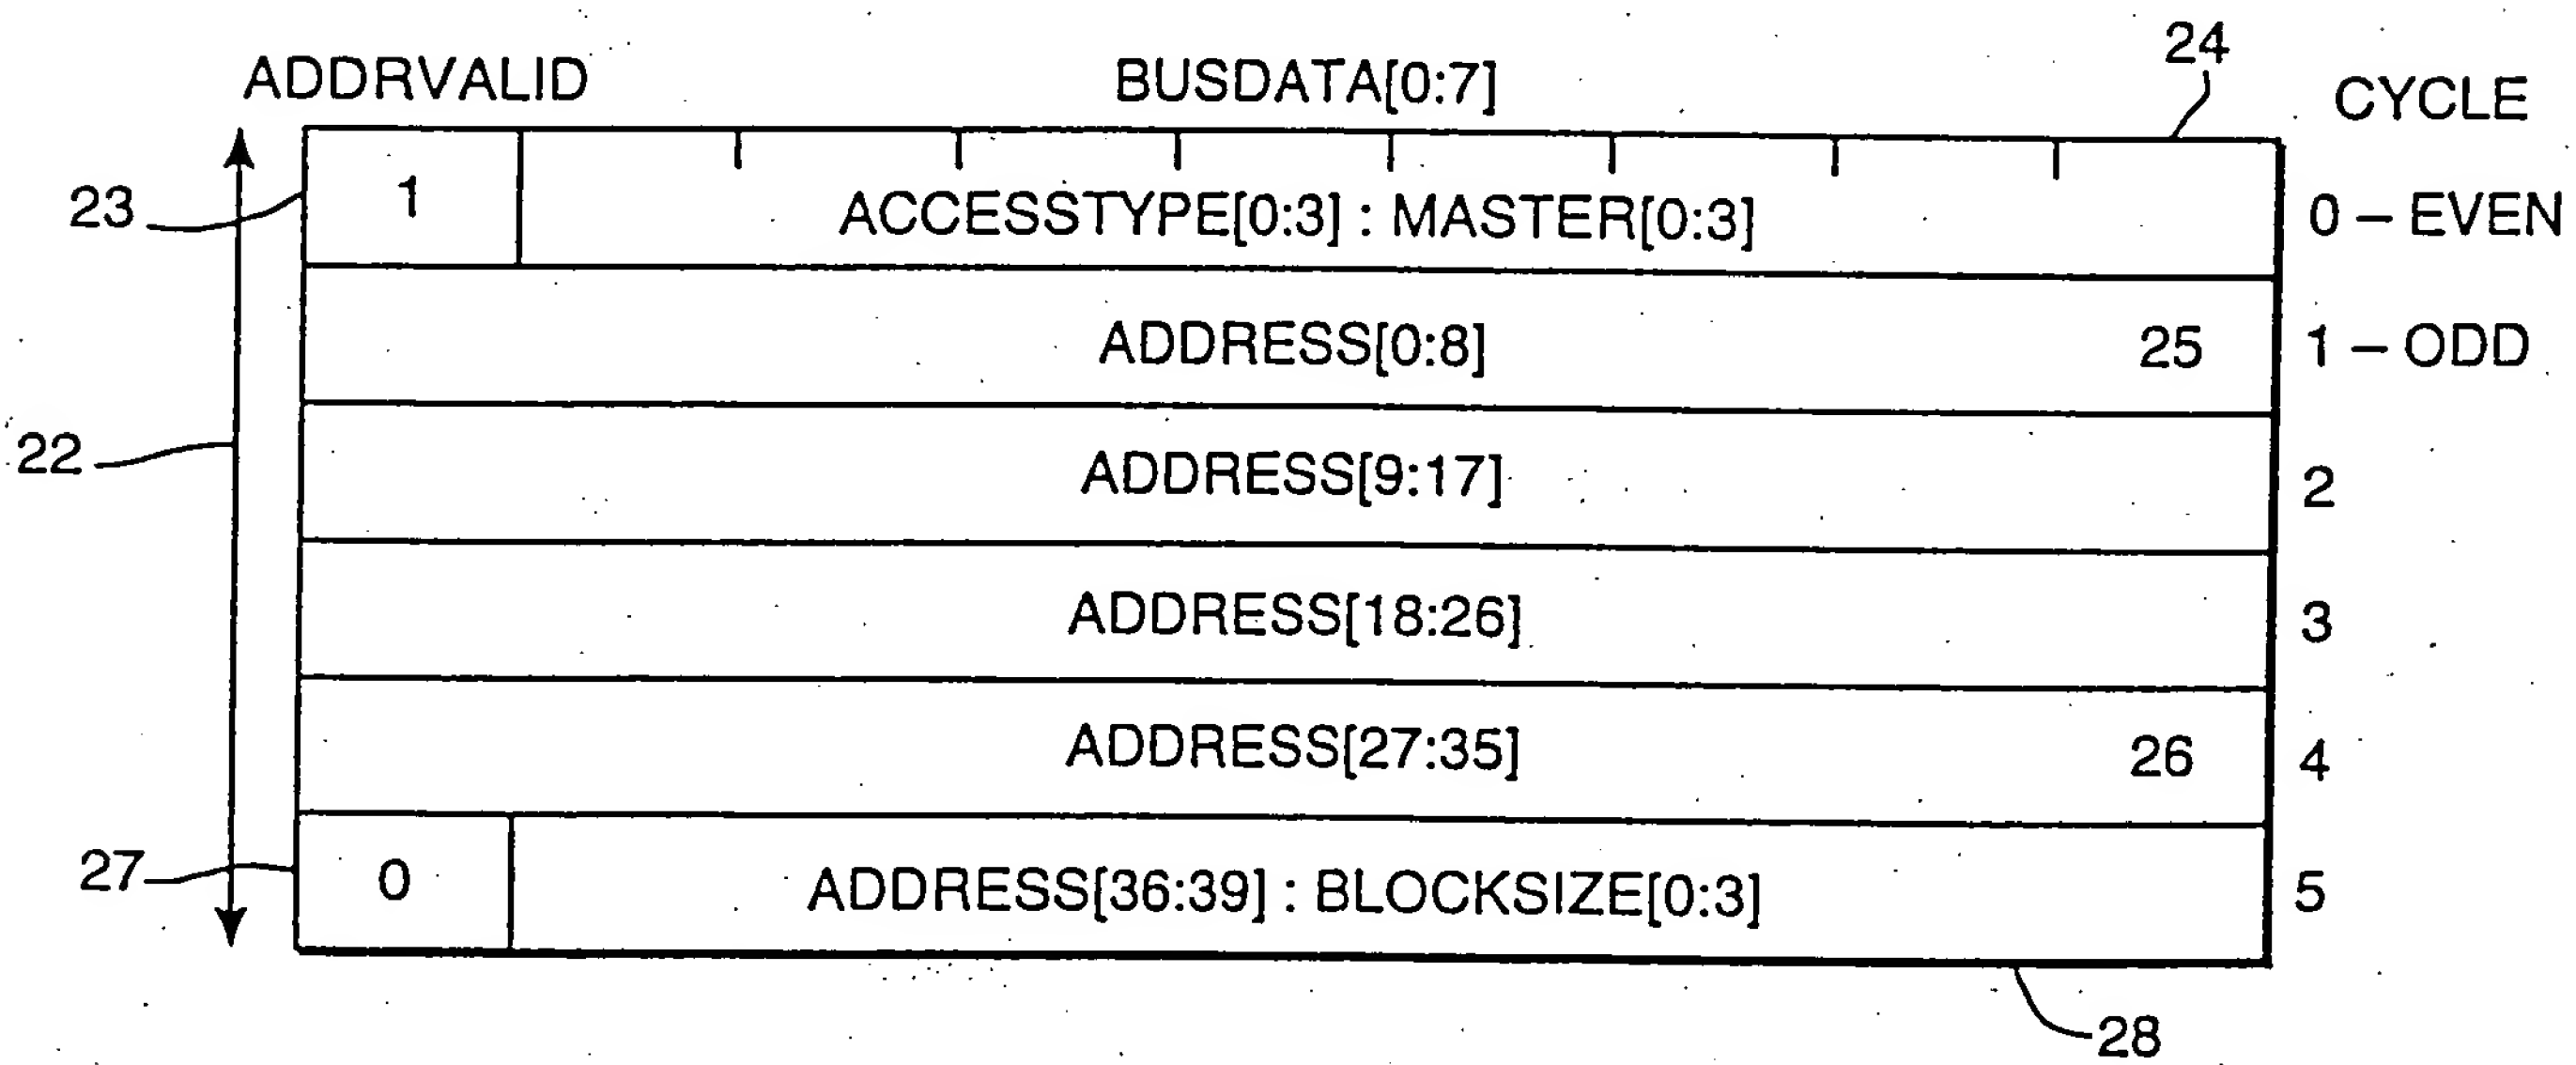 24
ADDRVALID BUSDATA[0:7] CYCLE
23 1 ACCESSTYPE[0:3] : MASTER[0:3] 0 – EVEN
ADDRESS[0:8] 25 1 – ODD
22 ADDRESS[9:17] 2
ADDRESS[18:26] 3
ADDRESS[27:35] 26 4
27 0 ADDRESS[36:39] : BLOCKSIZE[0:3] 5
28